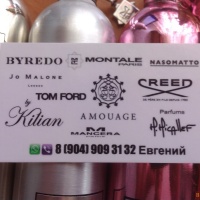 BYREDO
MONTALE
PARIS
NASOMATTO
JO MALONE
LONDON
TOM FORD
CREED
by Kilian
AMOUAGE
Parfums
M. Micallef
MANCERA
8 (904) 909 31 32 Евгений